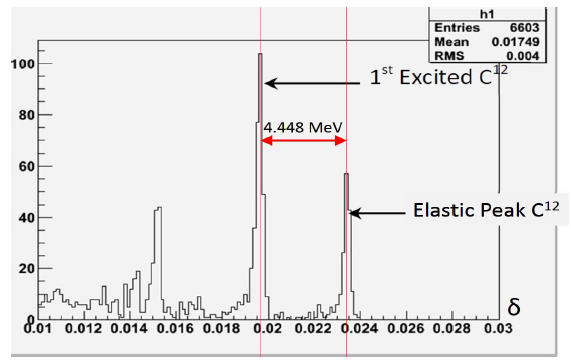 h1
Entries 6603
Mean 0.01749
RMS 0.004
100
80
60
40
20
0
1st Excited C12
4.448 MeV
Elastic Peak C12
0.01 0.012 0.014 0.016 0.018 0.02 0.022 0.024 0.026 0.028 0.03
δ